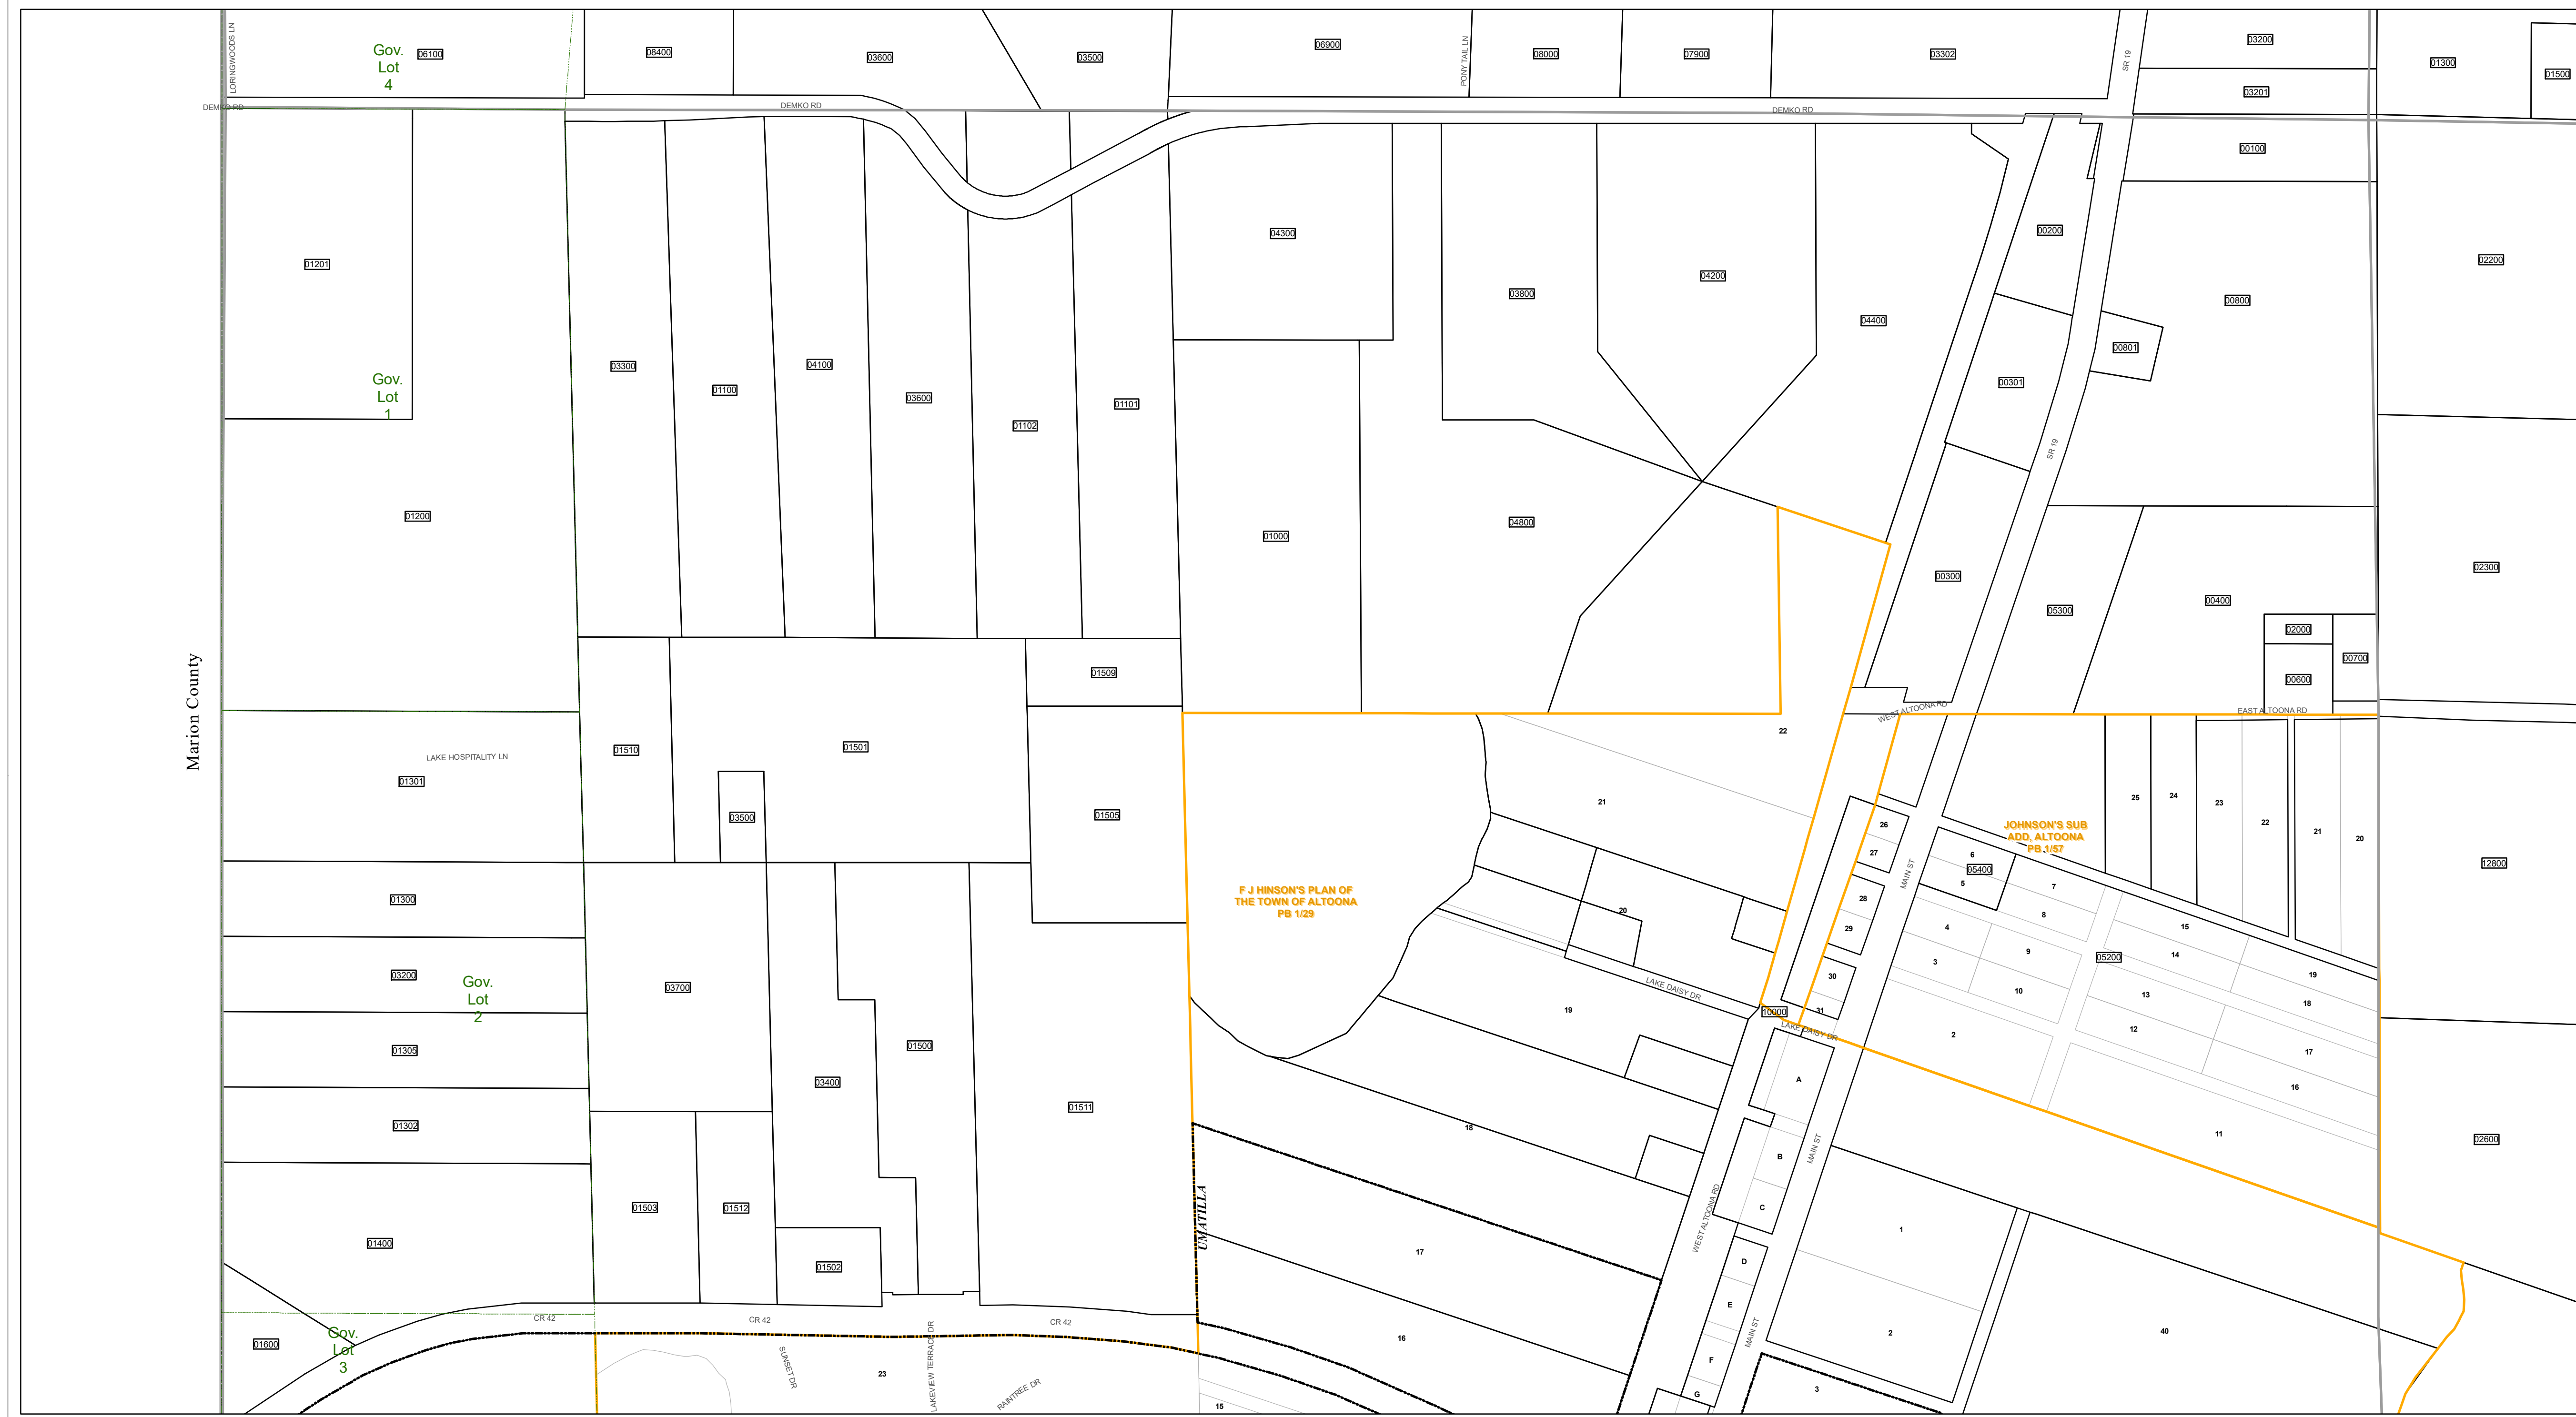 LORINGWOODS LN
Gov.
Lot
4
06100
08400
03600
03500
06900
PONY TAIL LN
08000
07900
03302
SR 19
03200
03201
01300
01500
DEMKO RD
DEMKO RD
DEMKO RD
00100
01201
04300
03800
04200
04400
00200
00800
02200
Gov.
Lot
1
03300
01100
04100
03600
01102
01101
00301
00801
SR 19
01200
01000
04800
00300
05300
00400
02300
02000
00700
00600
Marion County
01509
WEST ALTOONA RD
EAST ALTOONA RD
LAKE HOSPITALITY LN
01301
01510
01501
03500
01505
22
21
26
27
JOHNSON'S SUB
ADD, ALTOONA
PB 1/57
25
24
23
22
21
20
12800
F J HINSON'S PLAN OF
THE TOWN OF ALTOONA
PB 1/29
20
28
29
MAIN ST
6
05400
5
7
8
4
9
3
10
15
14
05200
19
18
13
12
17
16
11
2
01300
03200
Gov.
Lot
2
01305
01302
03700
03400
01500
01511
LAKE DAISY DR
19
10000
30
31
LAKE DAISY DR
A
B
C
MAIN ST
18
02600
01503
01512
01502
01400
UMATILLA
17
WEST ALTOONA RD
D
E
F
G
MAIN ST
1
2
3
40
01600
Gov.
Lot
3
CR 42
CR 42
CR 42
SUNSET DR
23
LAKEVIEW TERRACE DR
RAINTREE DR
16
15